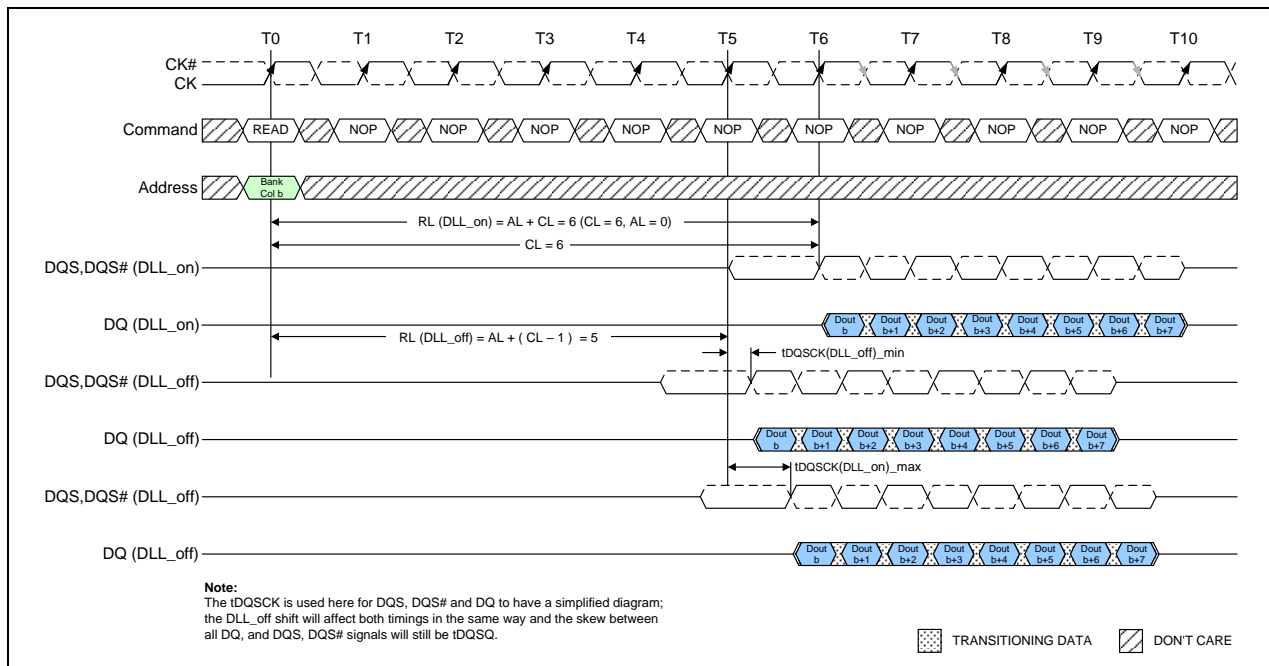 T0 T1 T2 T3 T4 T5 T6 T7 T8 T9 T10
CK#
CK
Command READ NOP NOP NOP NOP NOP NOP NOP NOP NOP NOP
Address Bank
Col b
RL (DLL_on) = AL + CL = 6 (CL = 6, AL = 0)
CL = 6
DQS,DQS# (DLL_on)
DQ (DLL_on) Dout Dout Dout Dout Dout Dout Dout Dout
b b+1 b+2 b+3 b+4 b+5 b+6 b+7
RL (DLL_off) = AL + ( CL – 1 ) = 5
tDQSCK(DLL_off)_min
DQS,DQS# (DLL_off)
DQ (DLL_off) Dout Dout Dout Dout Dout Dout Dout Dout
b b+1 b+2 b+3 b+4 b+5 b+6 b+7
tDQSCK(DLL_on)_max
DQS,DQS# (DLL_off)
DQ (DLL_off) Dout Dout Dout Dout Dout Dout Dout Dout
b b+1 b+2 b+3 b+4 b+5 b+6 b+7
Note:
The tDQSCK is used here for DQS, DQS# and DQ to have a simplified diagram;
the DLL_off shift will affect both timings in the same way and the skew between
all DQ, and DQS, DQS# signals will still be tDQSQ.
TRANSITIONING DATA DON'T CARE